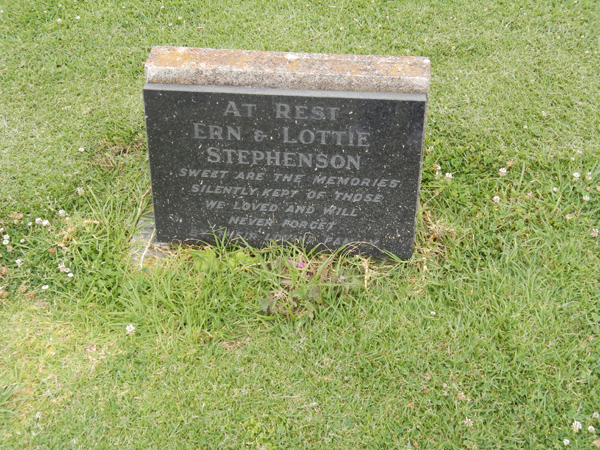 AT REST
ERN & LOTTIE
STEPHENSON
SWEET ARE THE MEMORIES
SILENTLY KEPT OF THOSE
WE LOVED AND WILL
NEVER FORGET
THEIR